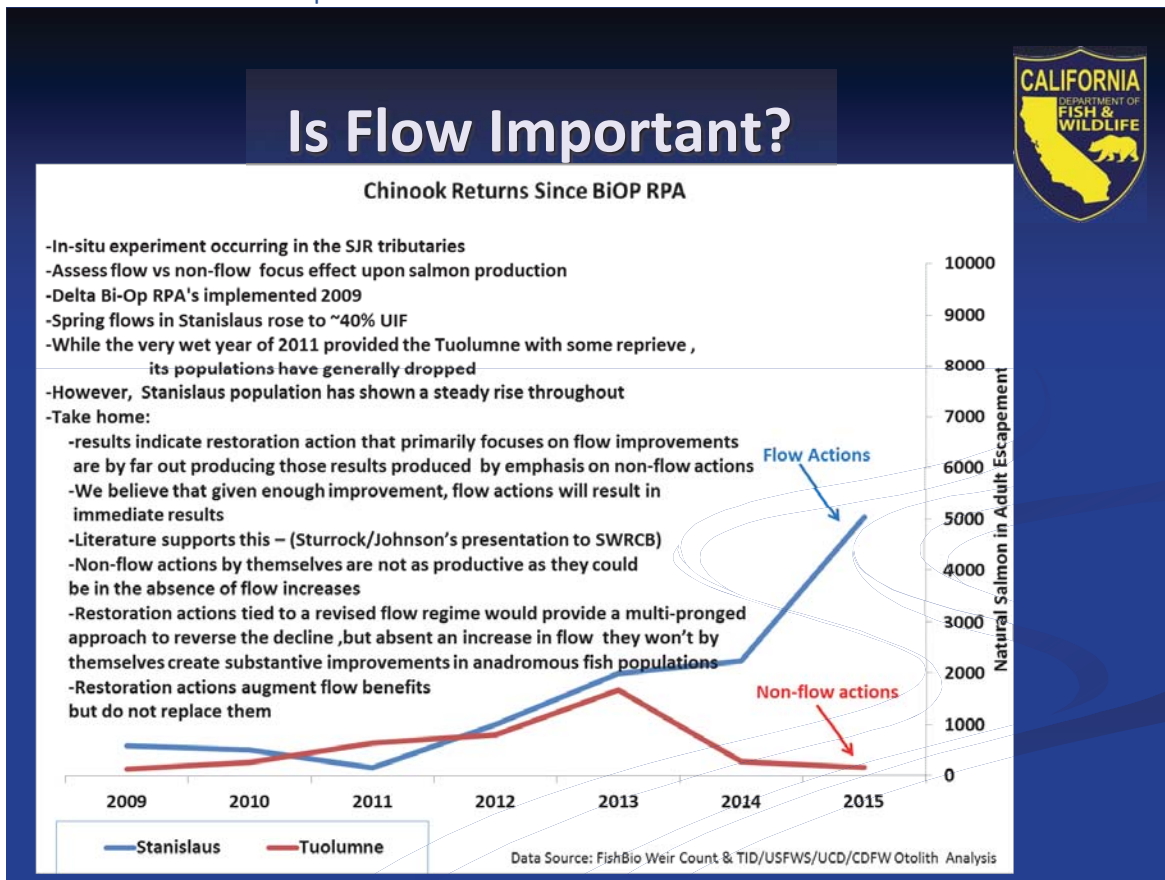 Is Flow Important?
CALIFORNIA
DEPARTMENT OF
FISH &
WILDLIFE
Chinook Returns Since BiOP RPA
-In-situ experiment occurring in the SJR tributaries
-Assess flow vs non-flow focus effect upon salmon production
-Delta Bi-Op RPA's implemented 2009
-Spring flows in Stanislaus rose to ~40% UIF
-While the very wet year of 2011 provided the Tuolumne with some reprieve ,
its populations have generally dropped
-However, Stanislaus population has shown a steady rise throughout
-Take home:
-results indicate restoration action that primarily focuses on flow improvements
are by far out producing those results produced by emphasis on non-flow actions
-We believe that given enough improvement, flow actions will result in
immediate results
-Literature supports this – (Sturrock/Johnson’s presentation to SWRCB)
-Non-flow actions by themselves are not as productive as they could
be in the absence of flow increases
-Restoration actions tied to a revised flow regime would provide a multi-pronged
approach to reverse the decline ,but absent an increase in flow they won’t by
themselves create substantive improvements in anadromous fish populations
-Restoration actions augment flow benefits
but do not replace them
Flow Actions
Non-flow actions
10000
9000
8000
7000
6000
5000
4000
3000
2000
1000
0
Natural Salmon in Adult Escapement
2009 2010 2011 2012 2013 2014 2015
Stanislaus Tuolumne
Data Source: FishBio Weir Count & TID/USFWS/UCD/CDFW Otolith Analysis